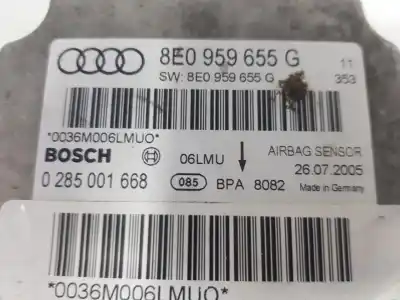 8E0 959 655 G 11
SW: 8E0 959 655 G 353
*0036M006LMUO*
BOSCH 06LMU AIRBAG SENSOR
0 285 001 668 085 BPA 8082 26.07.2005
Made in Germany
*0036M006LMUO*